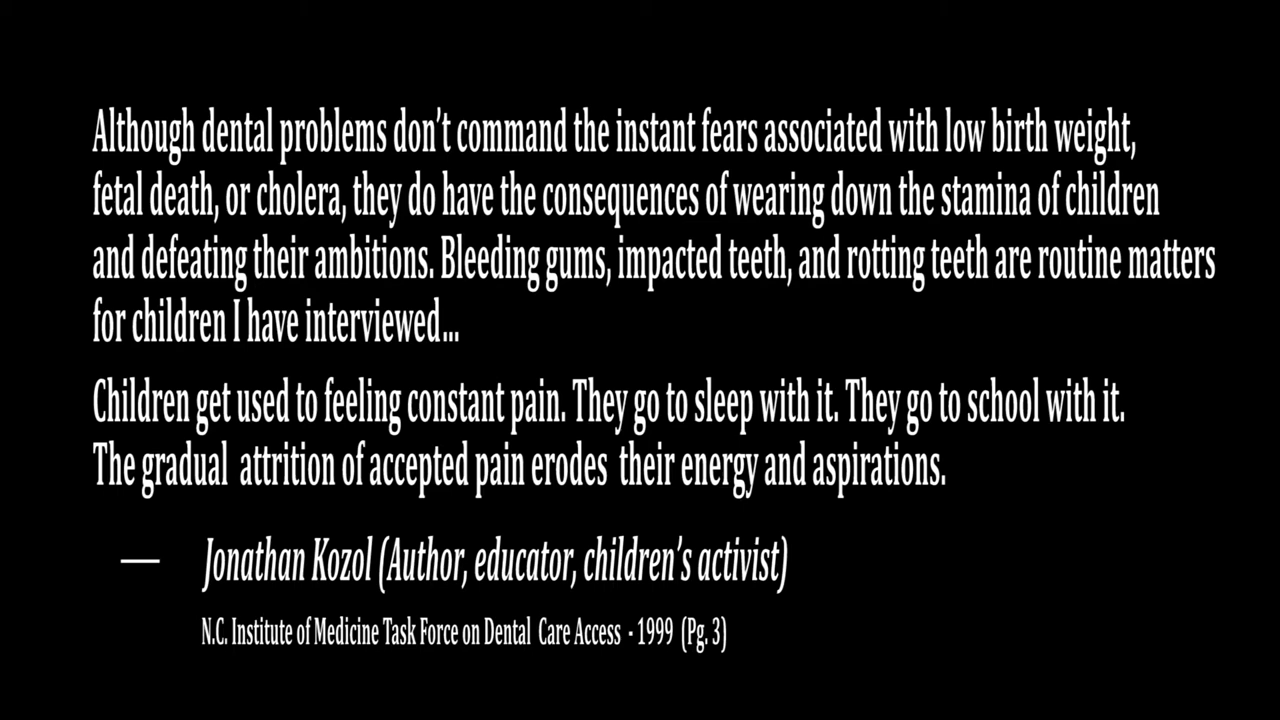 Although dental problems don't command the instant fears associated with low birth weight,
fetal death, or cholera, they do have the consequences of wearing down the stamina of children
and defeating their ambitions. Bleeding gums, impacted teeth, and rotting teeth are routine matters
for children I have interviewed...
Children get used to feeling constant pain. They go to sleep with it. They go to school with it.
The gradual attrition of accepted pain erodes their energy and aspirations.
— Jonathan Kozol (Author, educator, children's activist)
N.C. Institute of Medicine Task Force on Dental Care Access - 1999 (Pg. 3)